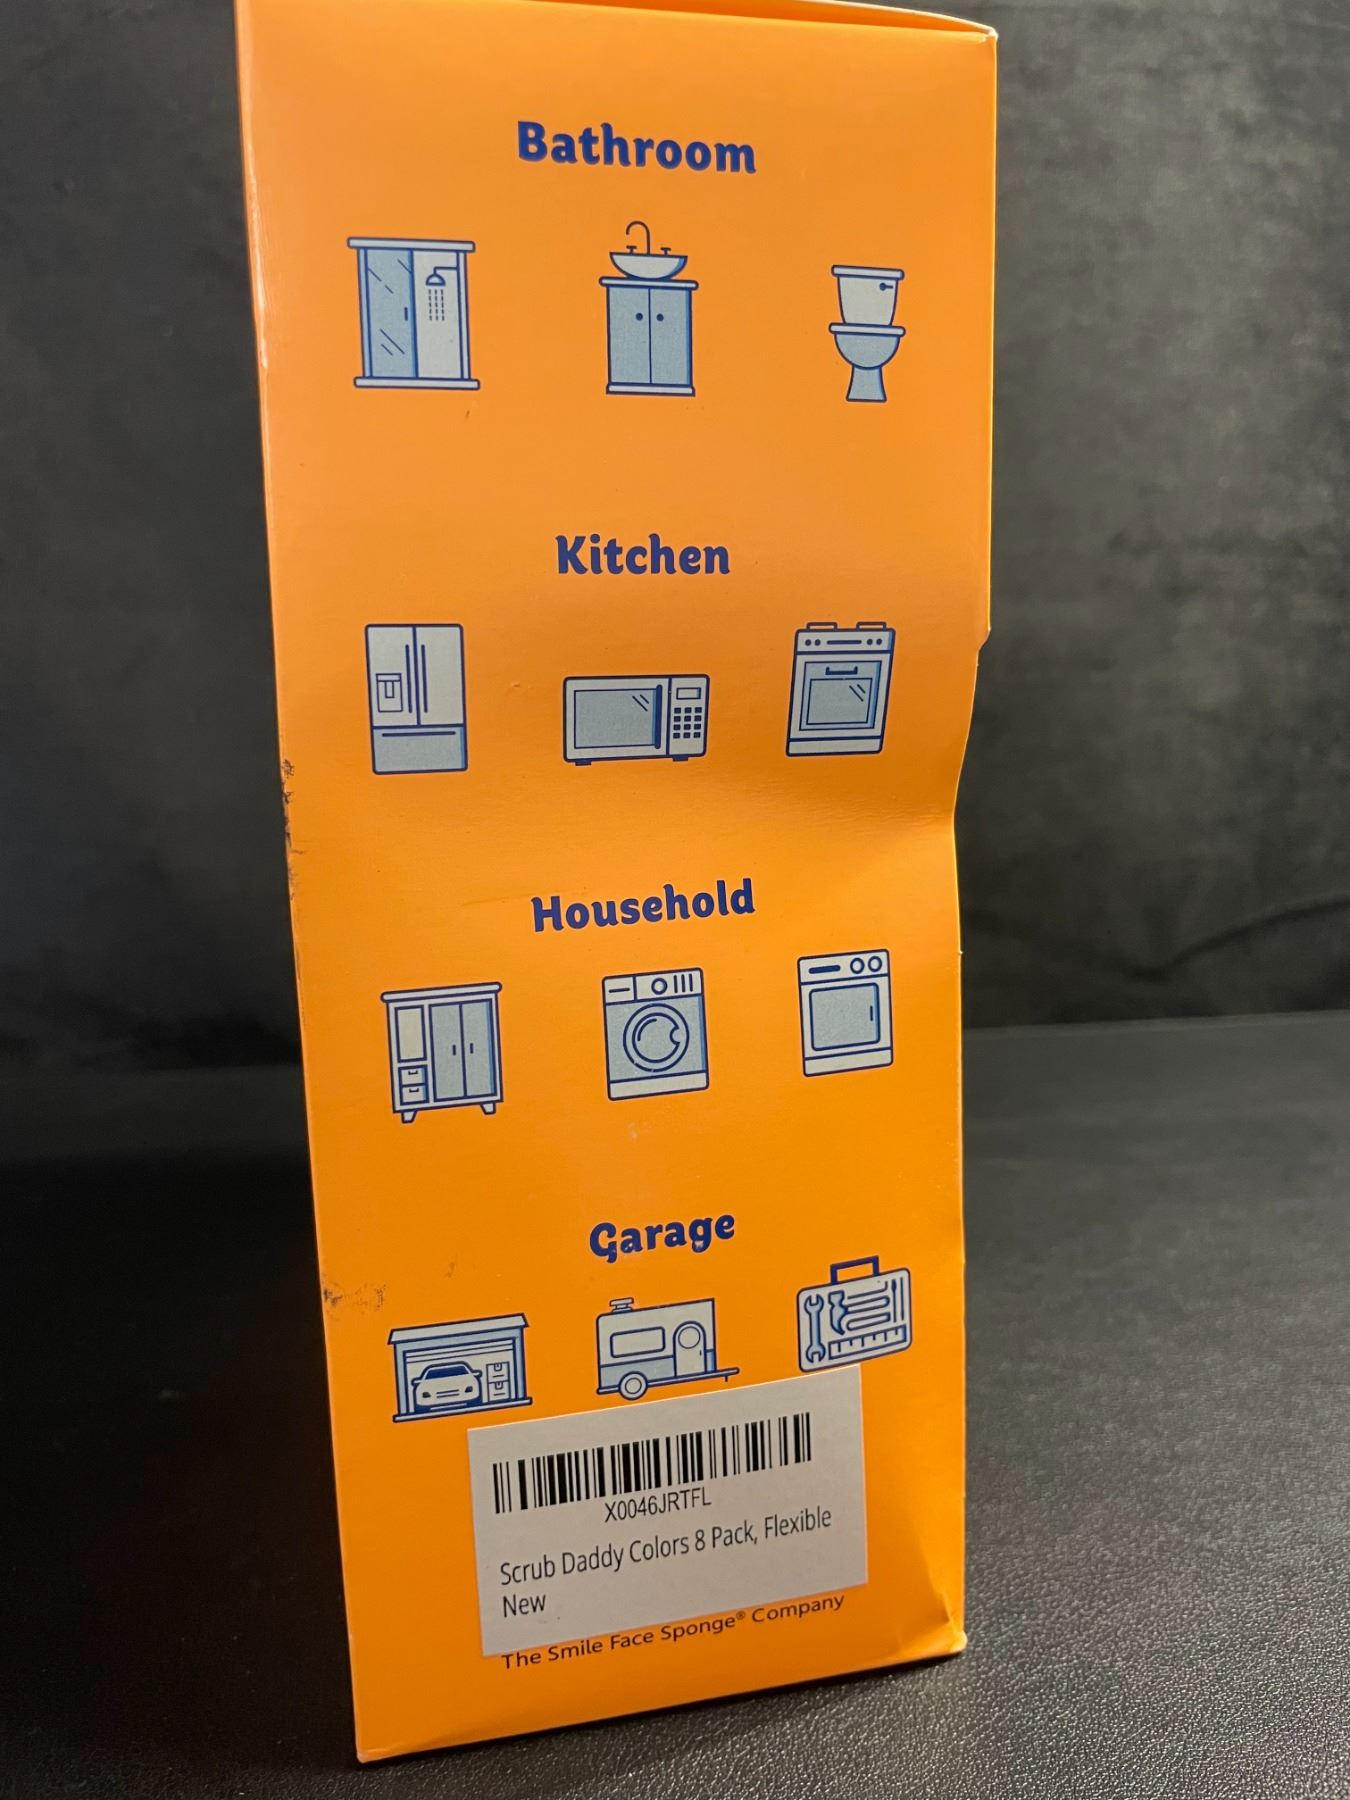 Bathroom
Kitchen
Household
Garage
X0046JRTFL
Scrub Daddy Colors 8 Pack, Flexible
New
The Smile Face Sponge® Company